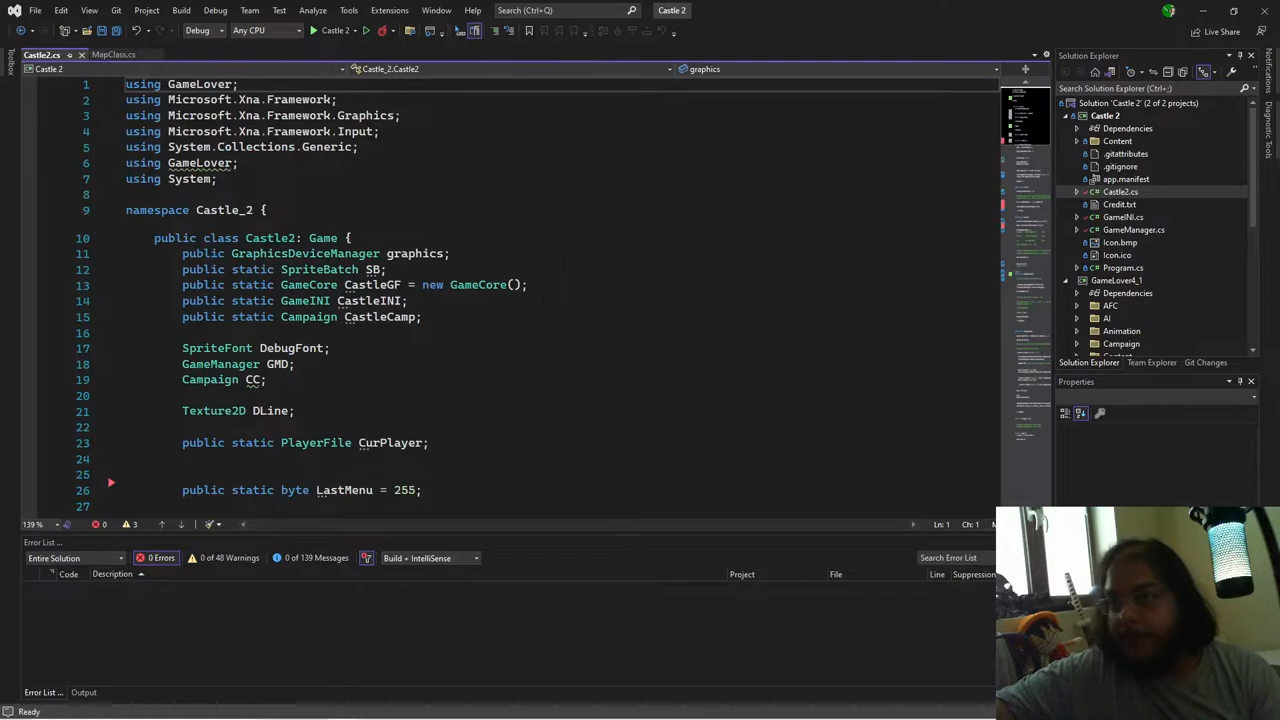 File Edit View Git Project Build Debug Team Test Analyze Tools Extensions Window Help Search (Ctrl+Q) Castle 2
Debug Any CPU Castle 2 Live Share
Toolbox
Castle2.cs MapClass.cs
Castle 2 Castle_2.Castle2 graphics
1 using GameLover;
2 using Microsoft.Xna.Framework;
3 using Microsoft.Xna.Framework.Graphics;
4 using Microsoft.Xna.Framework.Input;
5 using System.Collections.Generic;
6 using GameLover;
7 using System;
8
9 namespace Castle_2 {
10 public class Castle2: Game {
11 public GraphicsDeviceManager graphics;
12 public static SpriteBatch SB;
13 public static GameCore CastleGF = new GameCore();
14 public static GameINI CastleINI;
15 public static Campaign CastleCamp;
16
17 SpriteFont DebugFont;
18 GameManager GMD;
19 Campaign CC;
20
21 Texture2D DLine;
22
23 public static PlayerFile CurPlayer;
24
25
26 public static byte LastMenu = 255;
27
139 % 0 3 Ln: 1 Ch: 1
Error List ...
Entire Solution 0 Errors 0 of 48 Warnings 0 of 139 Messages Build + IntelliSense Search Error List
Code Description Project File Line Suppression
Error List ... Output
Ready
Solution Explorer
Search Solution Explorer (Ctrl+;)
Solution 'Castle 2' (2 of 2 projects)
Castle 2
Dependencies
Content
.gitattributes
.gitignore
app.manifest
Castle2.cs
Credit.txt
GameINI.cs
GameManager.cs
Icon.bmp
Icon.ico
Program.cs
GameLover4_1
Dependencies
AFC
AI
Animation
Campaign
Solution Explorer Team Explorer Git Changes
Properties
Notifications
Diagnostic Tools